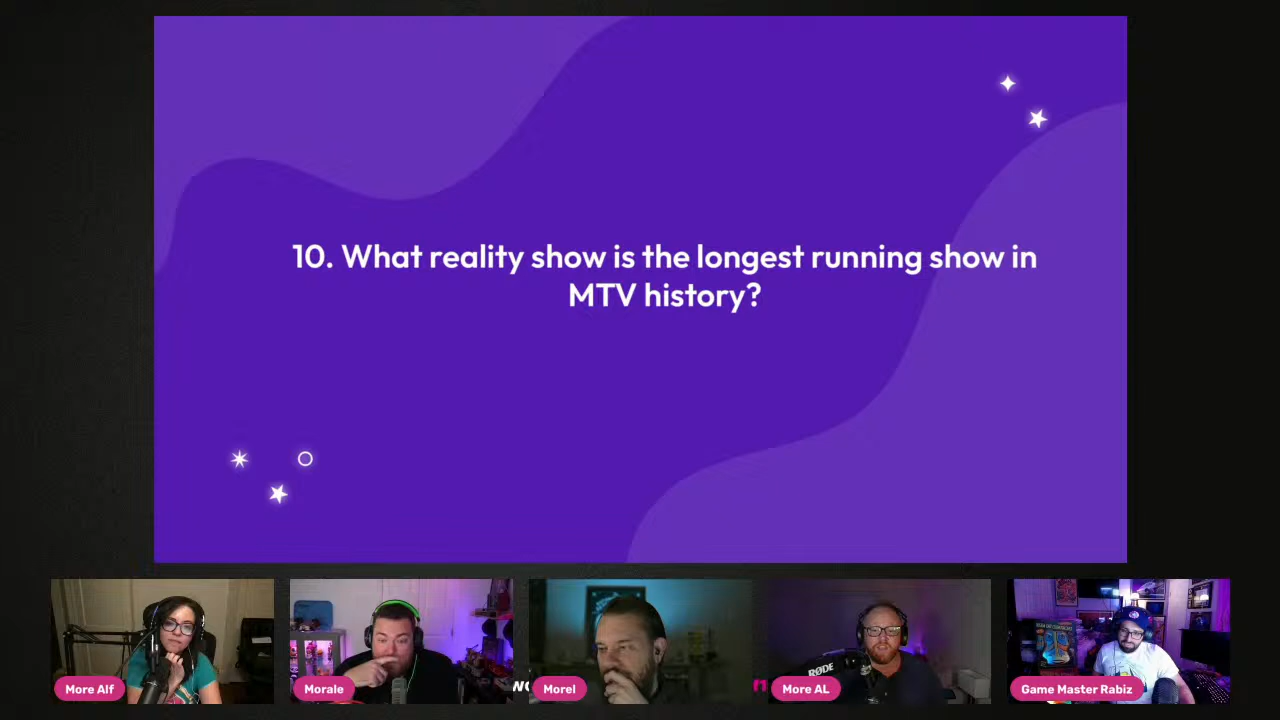 10. What reality show is the longest running show in
MTV history?
RØDE
More Alf
Morale
Morel
More AL
Game Master Rabiz